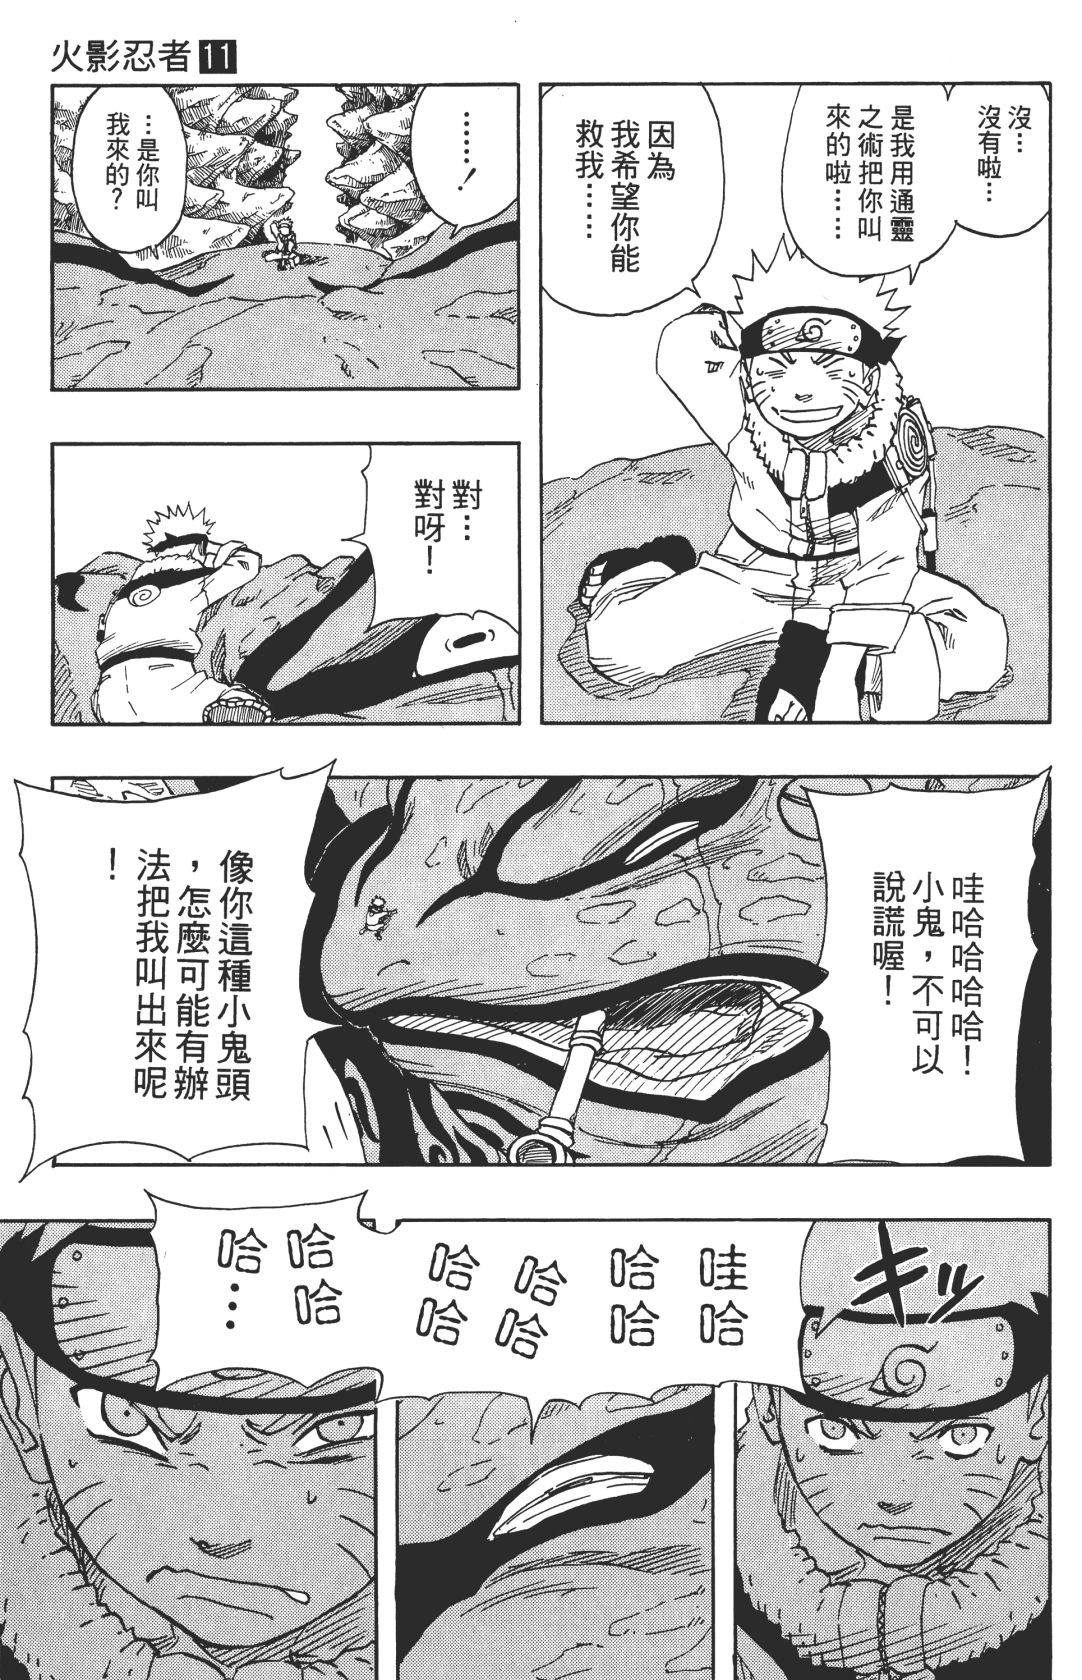 火影忍者 11
沒…
沒有啦…
是我用通靈
之術把你叫
來的啦……
因為
我希望你能
救我……
……！
…是你叫
我來的？
對…
對呀！
哇哈哈哈哈！
小鬼，不可以
說謊喔！
像你這種小鬼頭
，怎麼可能有辦
法把我叫出來呢
！
キッ
哇哈
哈哈
哈哈
哈哈
哈哈
哈…